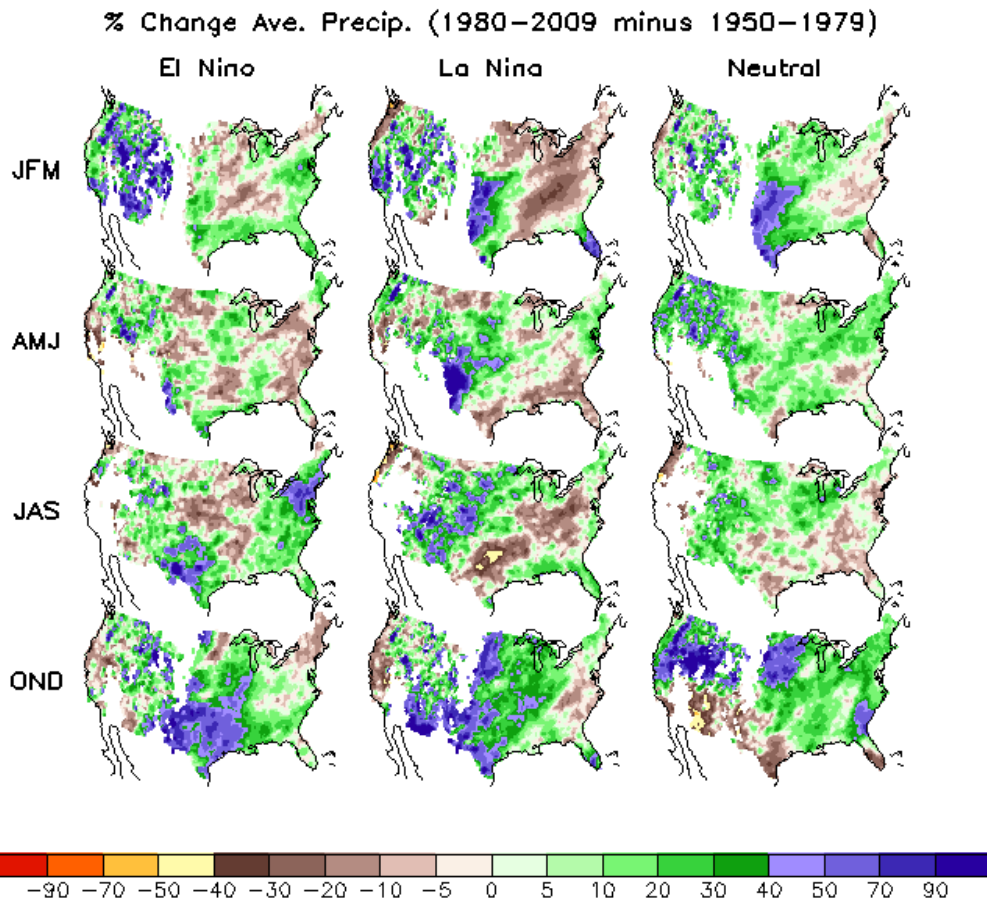 % Change Ave. Precip. (1980−2009 minus 1950−1979)
El Nino La Nina Neutral
JFM
AMJ
JAS
OND
−90 −70 −50 −40 −30 −20 −10 −5 0 5 10 20 30 40 50 70 90